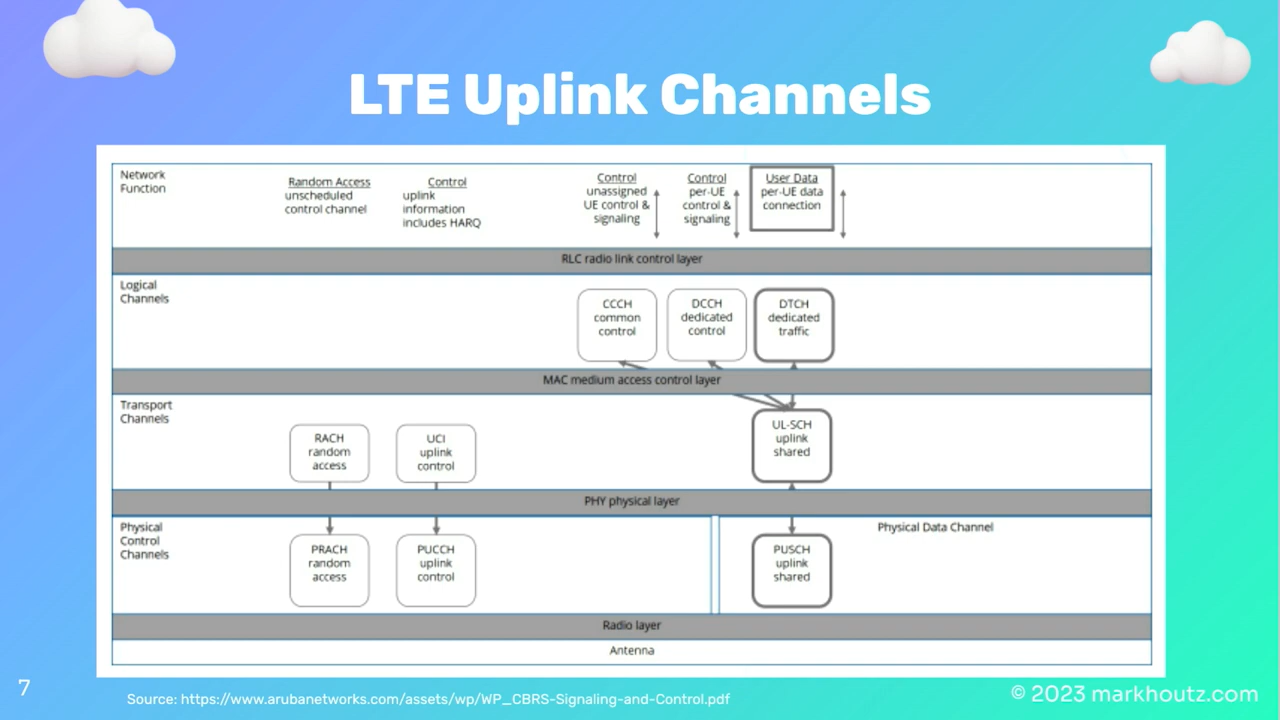 LTE Uplink Channels
Network
Function
Random Access
unscheduled
control channel
Control
uplink
information
includes HARQ
Control
unassigned
UE control &
signaling
Control
per-UE
control &
signaling
User Data
per-UE data
connection
RLC radio link control layer
Logical
Channels
CCCH
common
control
DCCH
dedicated
control
DTCH
dedicated
traffic
MAC medium access control layer
Transport
Channels
RACH
random
access
UCI
uplink
control
UL-SCH
uplink
shared
PHY physical layer
Physical
Control
Channels
PRACH
random
access
PUCCH
uplink
control
PUSCH
uplink
shared
Physical Data Channel
Radio layer
Antenna
7
Source: https://www.arubanetworks.com/assets/wp/WP_CBRS-Signaling-and-Control.pdf
© 2023 markhoutz.com